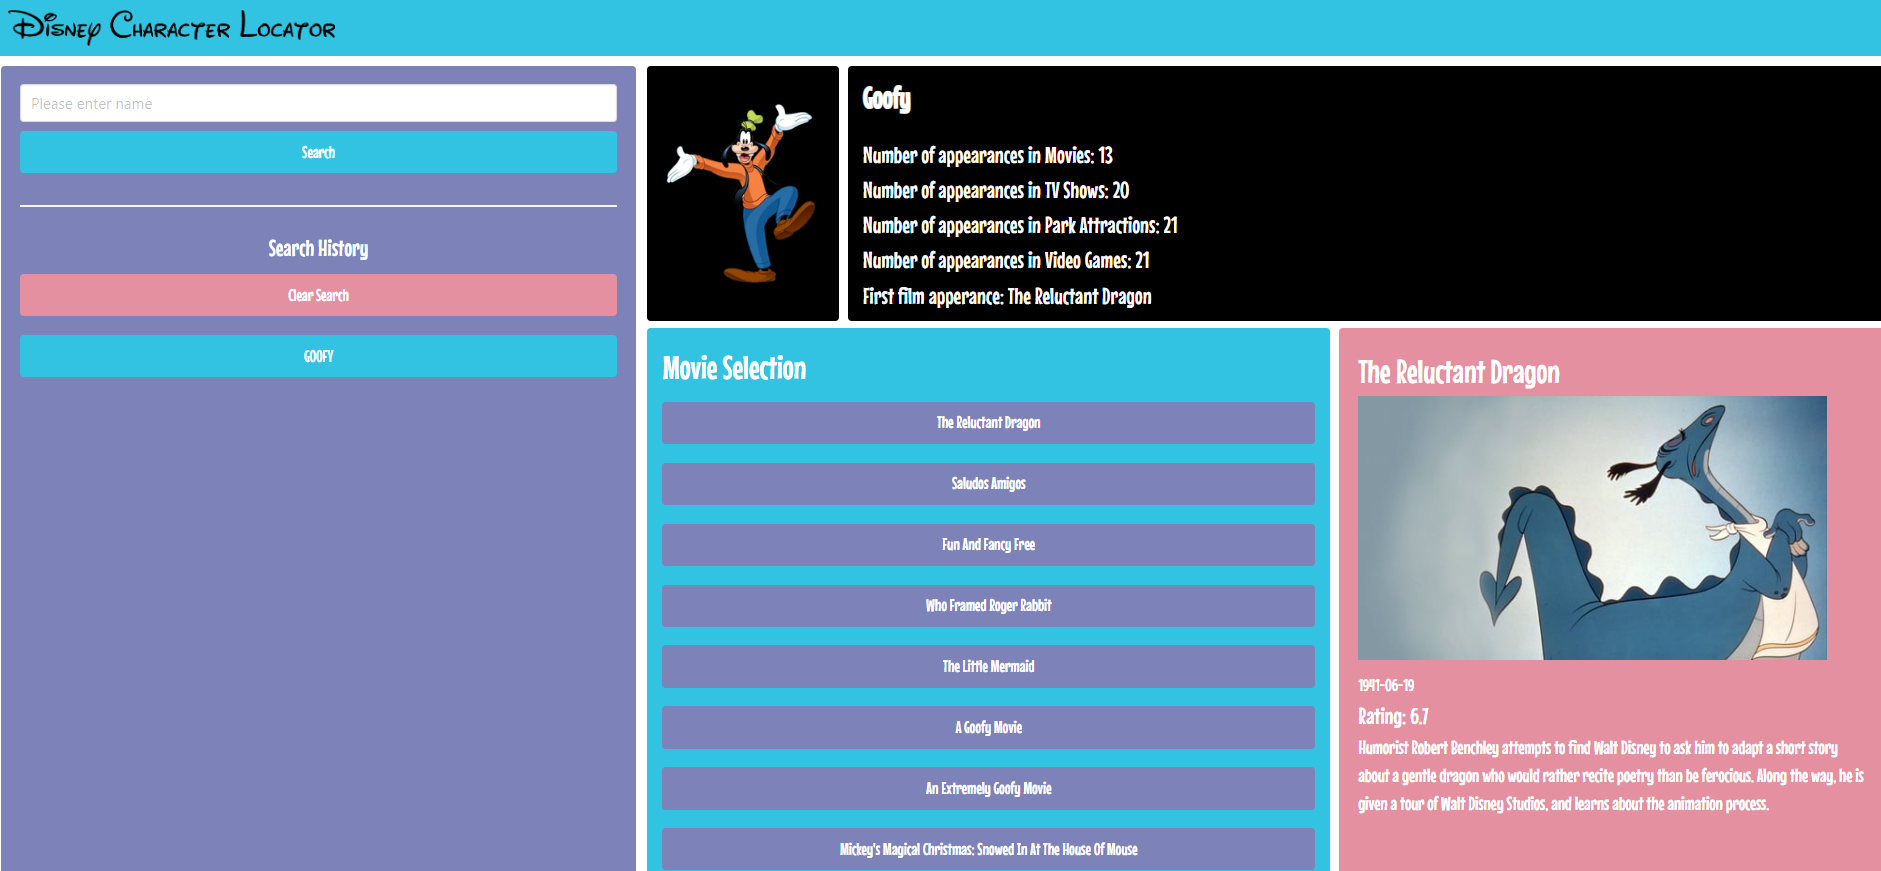 Disney Character Locator
Please enter name
Search
Search History
Clear Search
GOOFY
Goofy
Number of appearances in Movies: 13
Number of appearances in TV Shows: 20
Number of appearances in Park Attractions: 21
Number of appearances in Video Games: 21
First film apperance: The Reluctant Dragon
Movie Selection
The Reluctant Dragon
Saludos Amigos
Fun And Fancy Free
Who Framed Roger Rabbit
The Little Mermaid
A Goofy Movie
An Extremely Goofy Movie
Mickey's Magical Christmas: Snowed In At The House Of Mouse
The Reluctant Dragon
1941-06-19
Rating: 6.7
Humorist Robert Benchley attempts to find Walt Disney to ask him to adapt a short story
about a gentle dragon who would rather recite poetry than be ferocious. Along the way, he is
given a tour of Walt Disney Studios, and learns about the animation process.